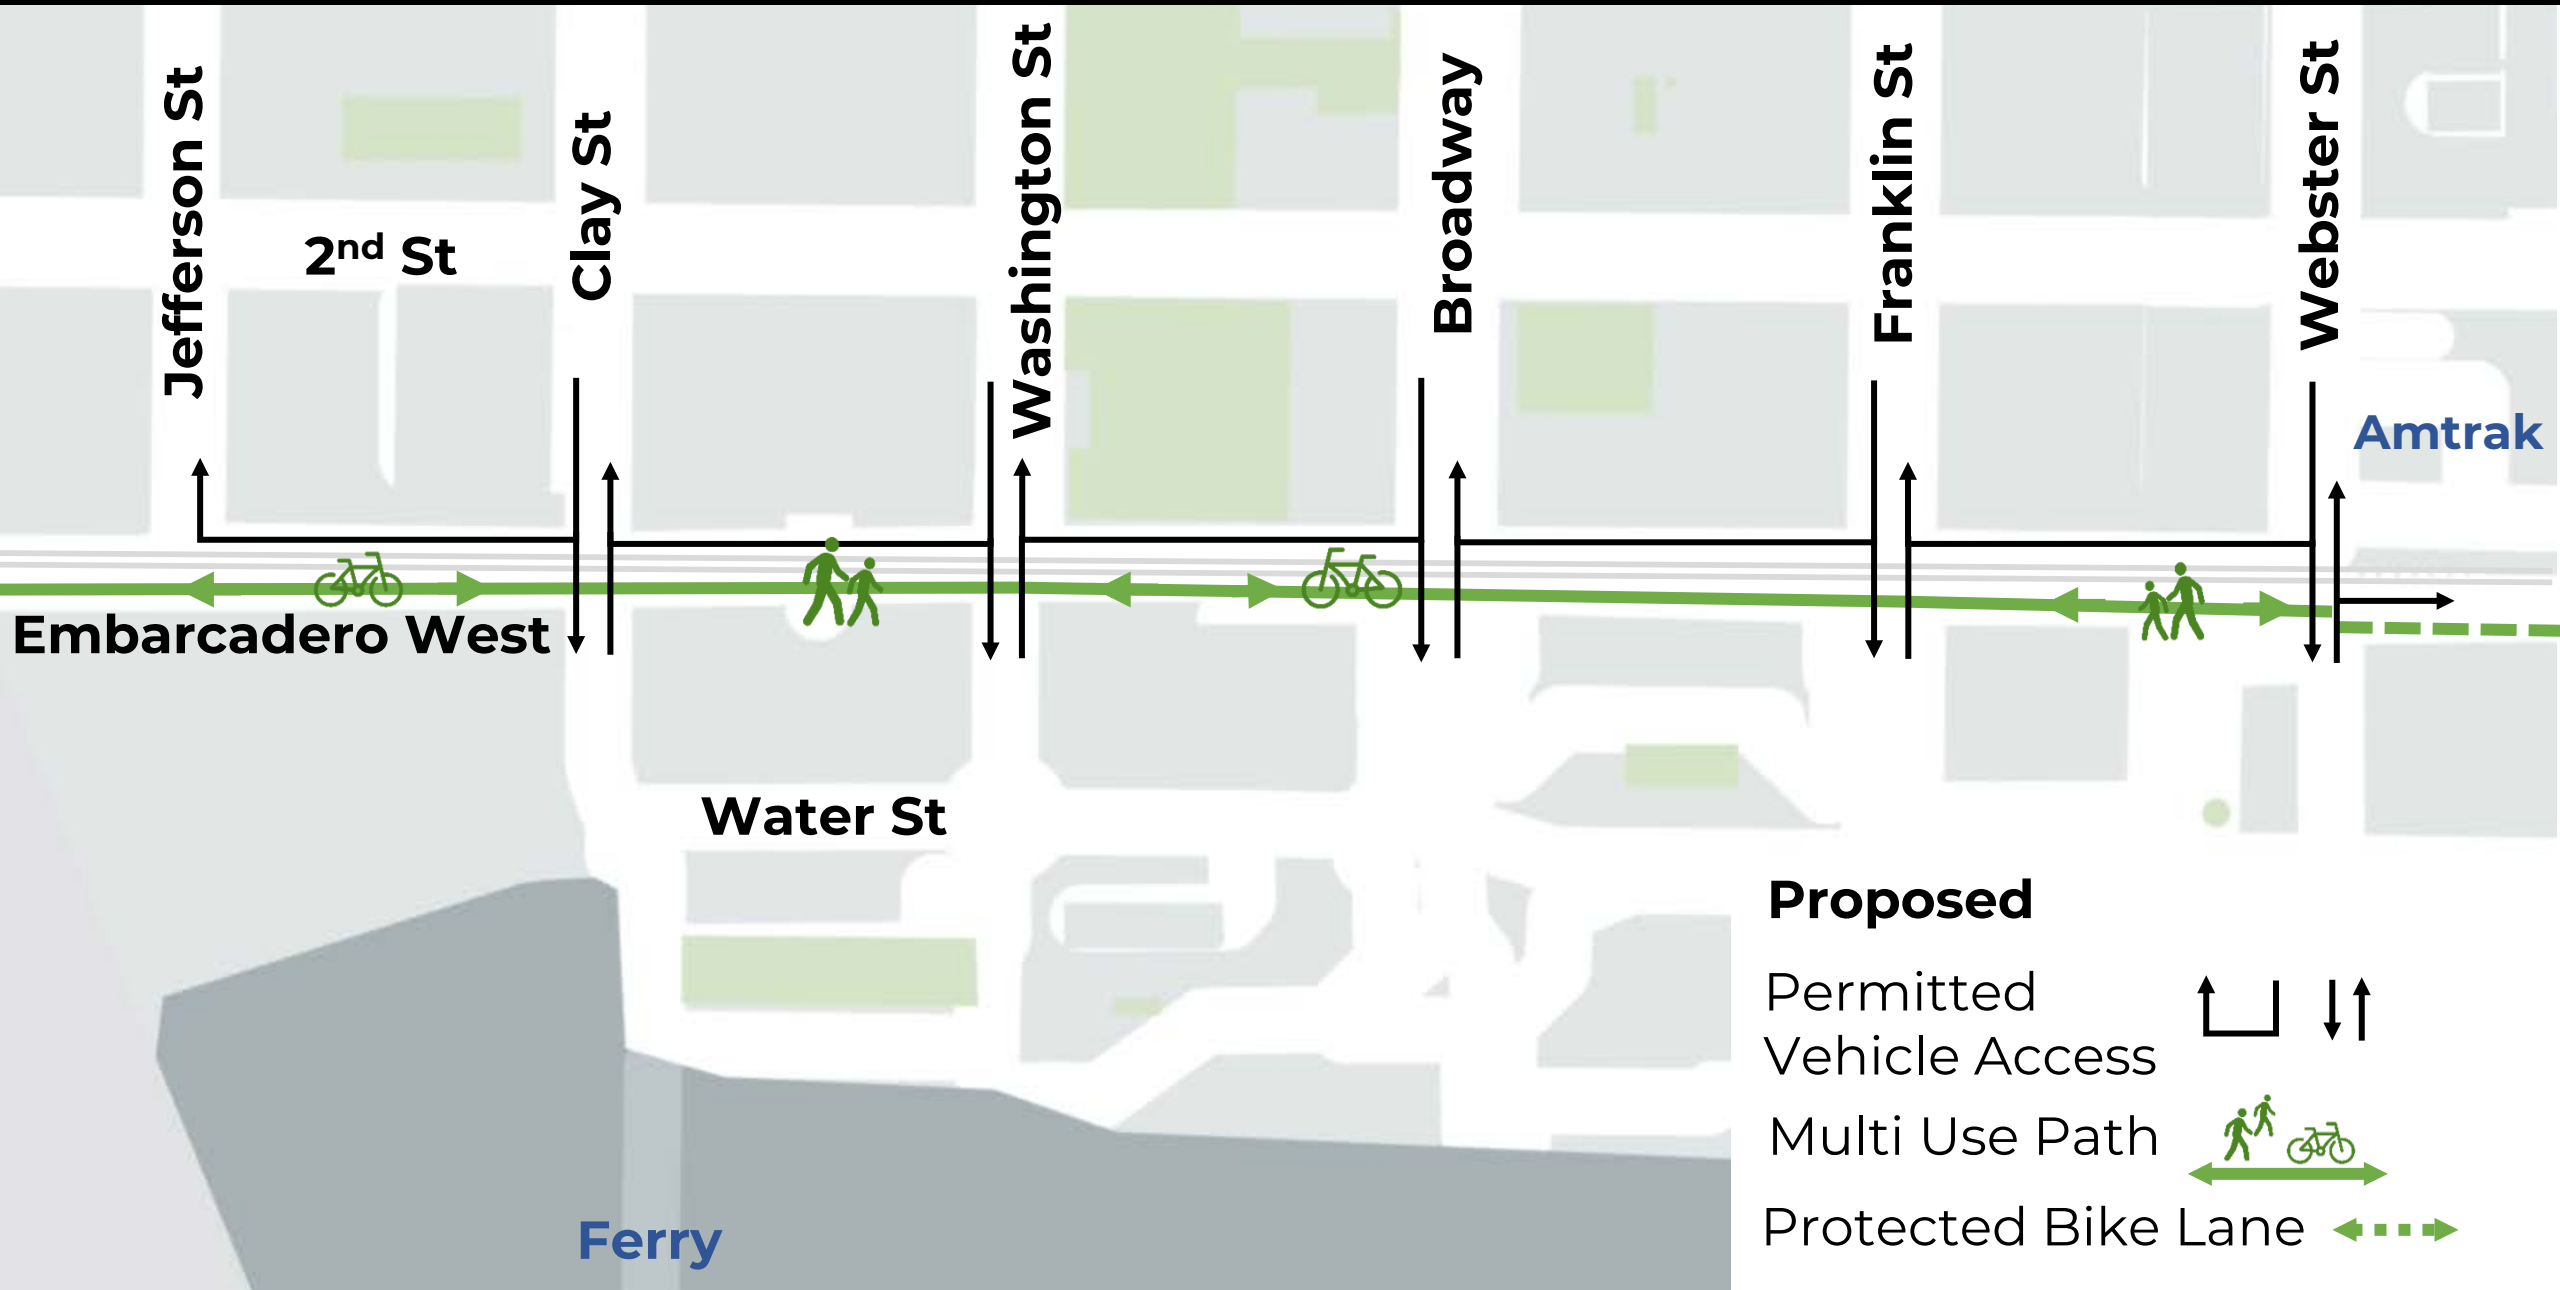 Jefferson St
2nd St
Clay St
Washington St
Broadway
Franklin St
Webster St
Amtrak
Embarcadero West
Water St
Ferry
Proposed
Permitted
Vehicle Access
Multi Use Path
Protected Bike Lane